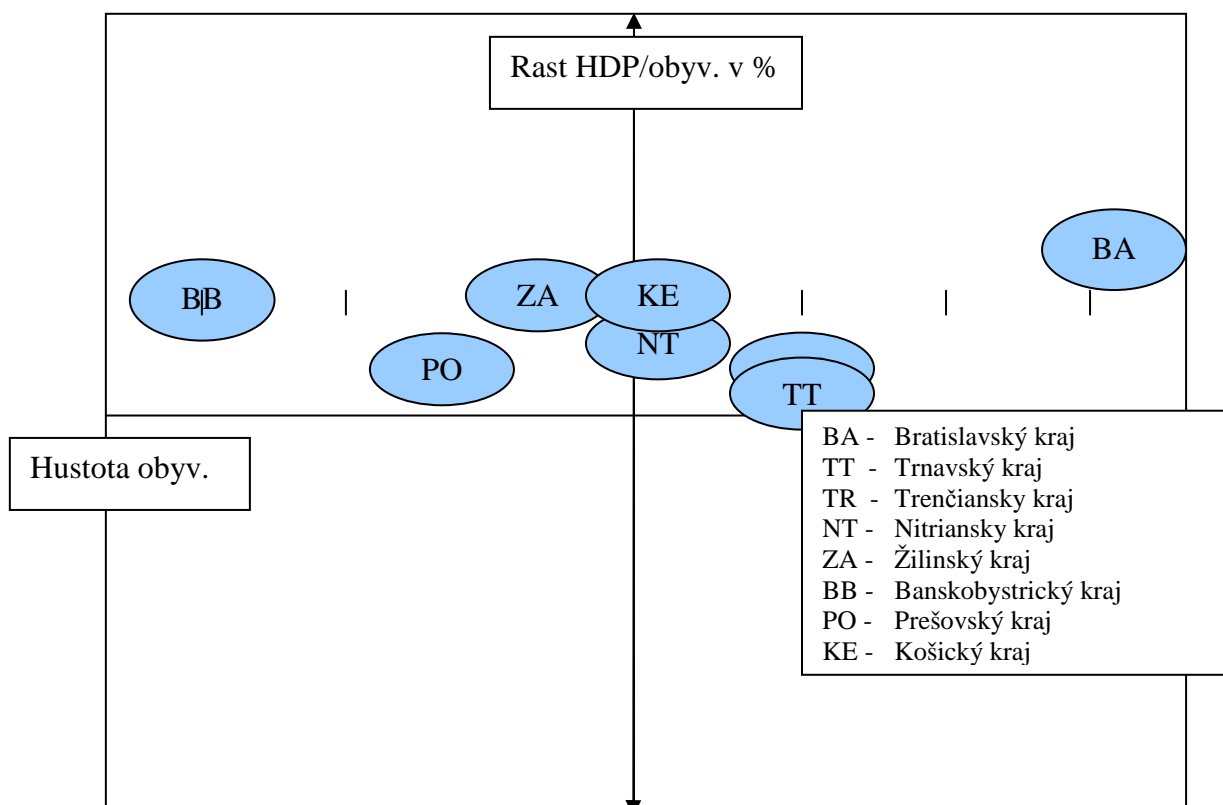 Rast HDP/obyv. v %
BA
BB
ZA
KE
NT
PO
TT
Hustota obyv.
BA - Bratislavský kraj
TT - Trnavský kraj
TR - Trenčiansky kraj
NT - Nitriansky kraj
ZA - Žilinský kraj
BB - Banskobystrický kraj
PO - Prešovský kraj
KE - Košický kraj